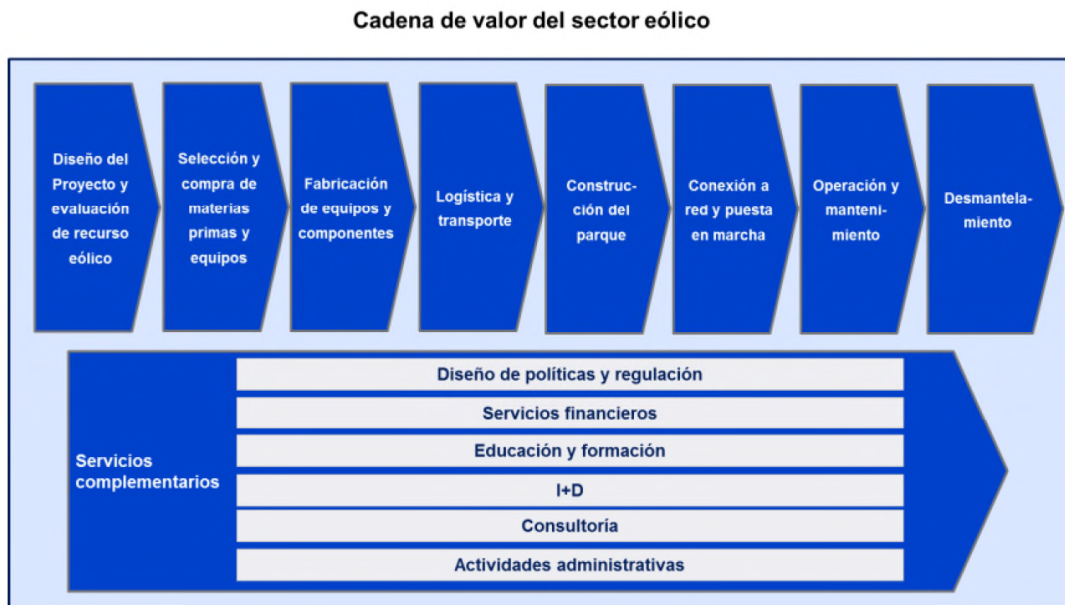 Cadena de valor del sector eólico
Diseño del
Proyecto y
evaluación
de recurso
eólico
Selección y
compra de
materias
primas y
equipos
Fabricación
de equipos y
componentes
Logística y
transporte
Construc-
ción del
parque
Conexión a
red y puesta
en marcha
Operación y
manteni-
miento
Desmantela-
miento
Servicios
complementarios
Diseño de políticas y regulación
Servicios financieros
Educación y formación
I+D
Consultoría
Actividades administrativas